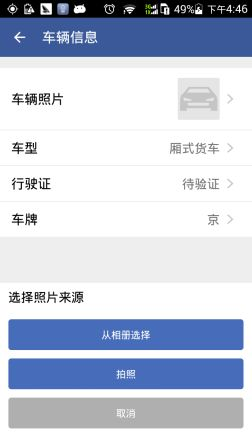 49% 下午4:46
车辆信息
车辆照片
车型 厢式货车
行驶证 待验证
车牌 京
选择照片来源
从相册选择
拍照
取消